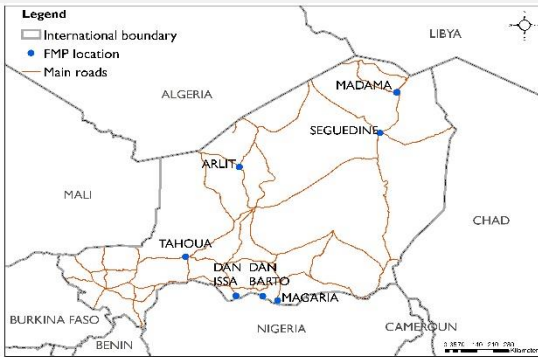 Legend
International boundary
FMP location
Main roads
LIBYA
ALGERIA
MADAMA
SEGUEDINE
ARLIT
MALI
CHAD
TAHOUA
DAN
ISSA
DAN
BARTO
MAGARIA
BURKINA FASO
BENIN
NIGERIA
CAMEROUN